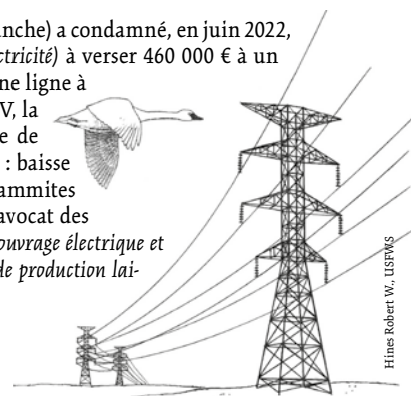 anche) a condamné, en juin 2022,
ctricité) à verser 460 000 € à un
ne ligne à
V, la
e de
: baisse
ammites
avocat des
ouvrage électrique et
de production lai-
Hines Robert W., USFWS